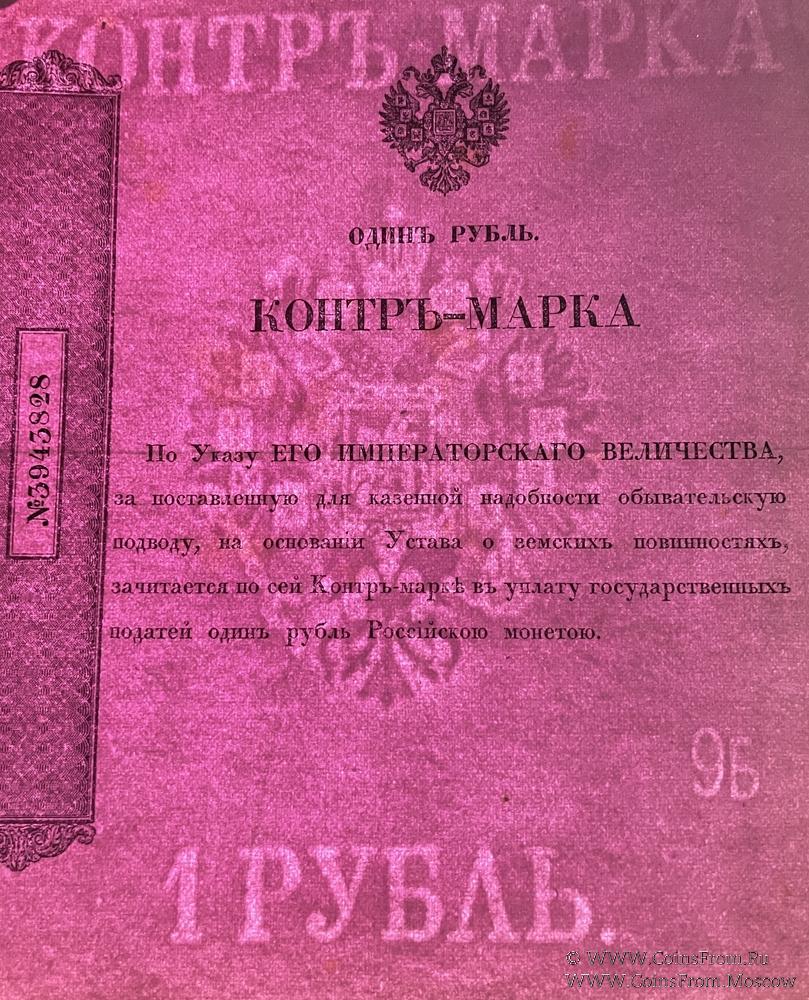 КОНТРЪ-МАРКА
ОДИНЪ РУБЛЬ.
КОНТРЪ=МАРКА
По Указу ЕГО ИМПЕРАТОРСКАГО ВЕЛИЧЕСТВА,
за поставленную для казенной надобности обывательскую
подводу, на основаніи Устава о земскихъ повинностяхъ,
зачитается по сей Контръ-маркѣ въ уплату государственныхъ
податей одинъ рубль Россійскою монетою.
№3943828
9Б
1 РУБЛЬ.
© WWW.CoinsFrom.Ru
WWW.CoinsFrom.Moscow